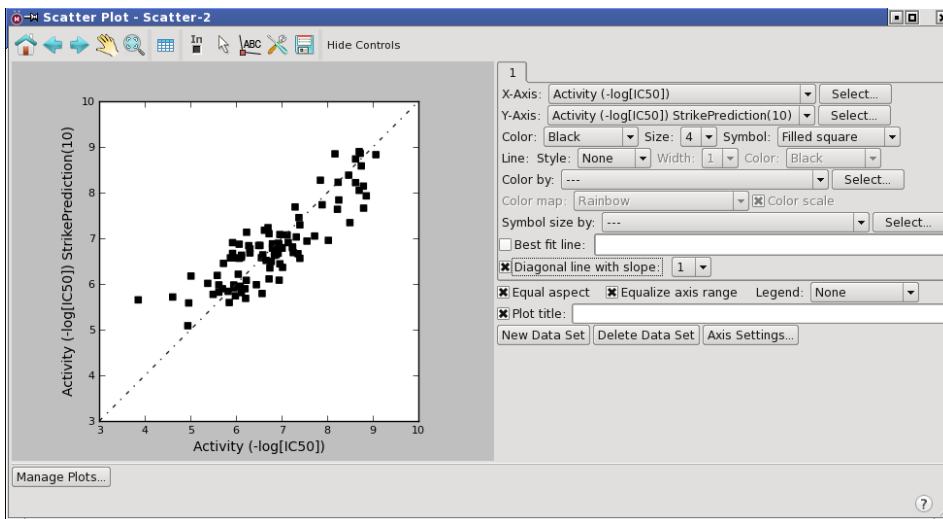 Scatter Plot - Scatter-2
In
ABC
Hide Controls
1
X-Axis: Activity (-log[IC50]) Select...
Y-Axis: Activity (-log[IC50]) StrikePrediction(10) Select...
Color: Black Size: 4 Symbol: Filled square
Line: Style: None Width: 1 Color: Black
Color by: --- Select...
Color map: Rainbow Color scale
Symbol size by: --- Select...
Best fit line:
Diagonal line with slope: 1
Equal aspect Equalize axis range Legend: None
Plot title:
New Data Set Delete Data Set Axis Settings...
Activity (-log[IC50]) StrikePrediction(10)
10
9
8
7
6
5
4
3
3 4 5 6 7 8 9 10
Activity (-log[IC50])
Manage Plots...
?